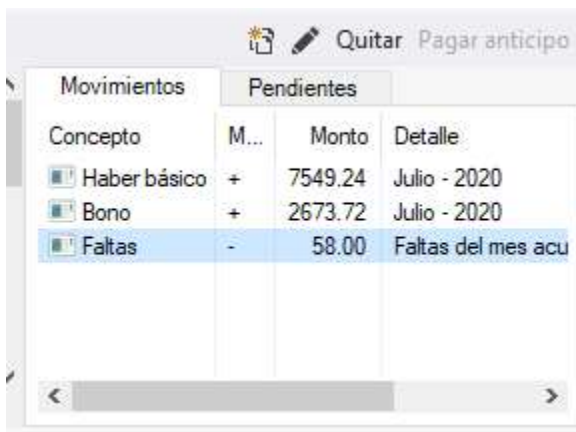 Quitar Pagar anticipo
Movimientos Pendientes
Concepto M... Monto Detalle
Haber básico + 7549.24 Julio - 2020
Bono + 2673.72 Julio - 2020
Faltas - 58.00 Faltas del mes acu